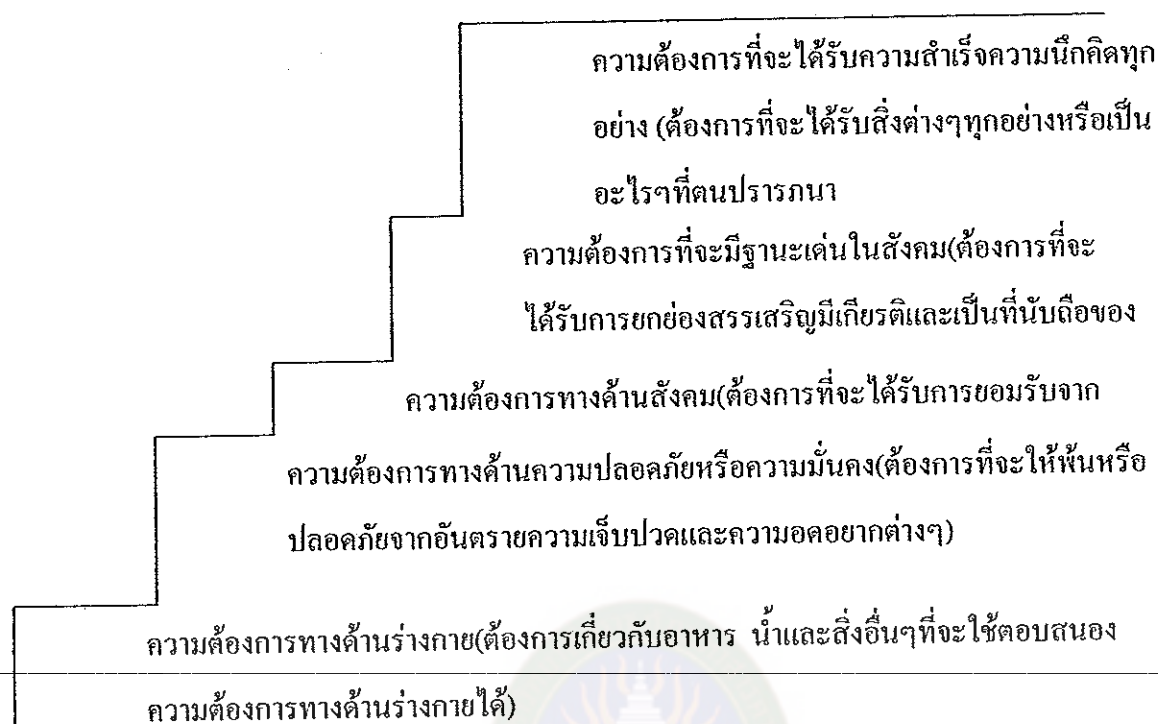 ความต้องการที่จะได้รับความสำเร็จความนึกคิดทุก
อย่าง (ต้องการที่จะได้รับสิ่งต่างๆทุกอย่างหรือเป็น
อะไรๆที่ตนปรารภนา
ความต้องการที่จะมีฐานะเด่นในสังคม(ต้องการที่จะ
ได้รับการยกย่องสรรเสริญมีเกียรติและเป็นที่นับถือของ
ความต้องการทางด้านสังคม(ต้องการที่จะได้รับการยอมรับจาก
ความต้องการทางด้านความปลอดภัยหรือความมั่นคง(ต้องการที่จะให้พ้นหรือ
ปลอดภัยจากอันตรายความเจ็บปวดและความอดอยากต่างๆ)
ความต้องการทางด้านร่างกาย(ต้องการเกี่ยวกับอาหาร น้ำและสิ่งอื่นๆที่จะใช้ตอบสนอง
ความต้องการทางด้านร่างกายได้)